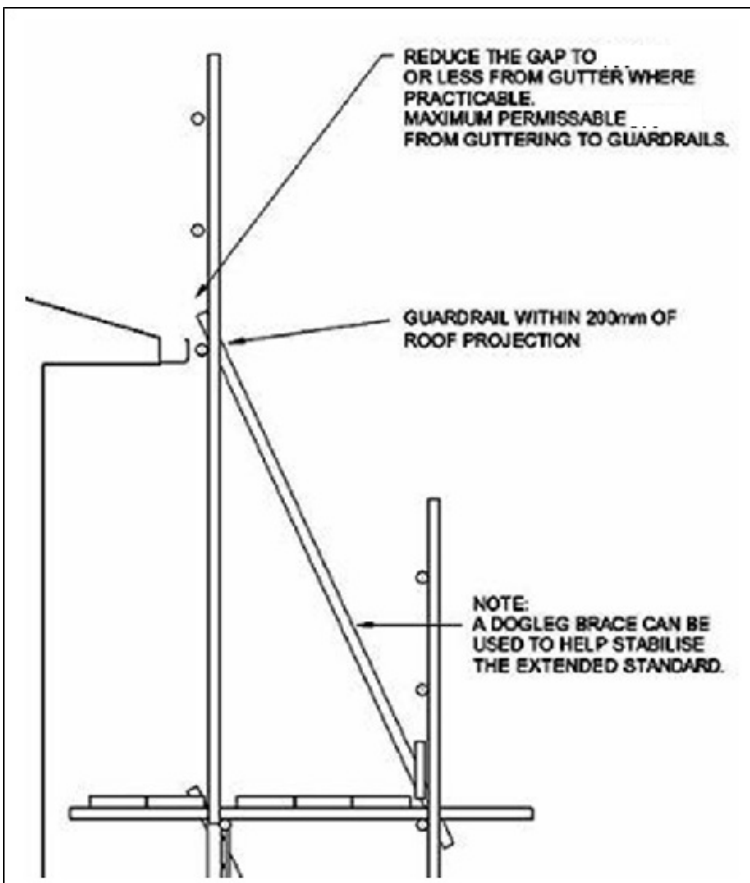 REDUCE THE GAP TO ...
OR LESS FROM GUTTER WHERE
PRACTICABLE.
MAXIMUM PERMISSABLE ...
FROM GUTTERING TO GUARDRAILS.
GUARDRAIL WITHIN 200mm OF
ROOF PROJECTION
NOTE:
A DOGLEG BRACE CAN BE
USED TO HELP STABILISE
THE EXTENDED STANDARD.